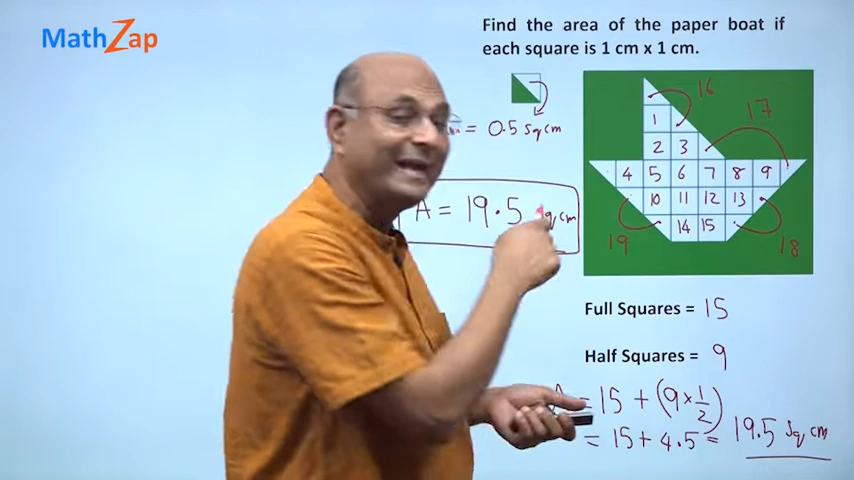 MathZap
Find the area of the paper boat if
each square is 1 cm x 1 cm.
= 0.5 Sq cm
A = 19.5 Sq cm
16
1
17
2 3
4 5 6 7 8 9
10 11 12 13
14 15
19
18
Full Squares = 15
Half Squares = 9
A = 15 + (9 × 1/2)
= 15 + 4.5 = 19.5 Sq cm